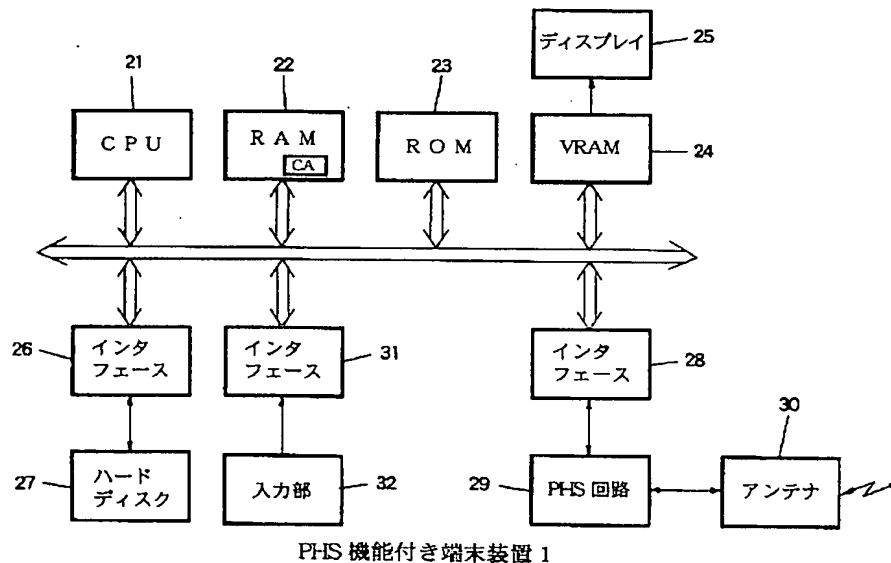 ディスプレイ
25
21
22
23
CPU
RAM
CA
ROM
VRAM
24
26
インタ
フェース
31
インタ
フェース
インタ
フェース
28
30
27
ハード
ディスク
入力部
32
29
PHS 回路
アンテナ
PHS 機能付き端末装置 1